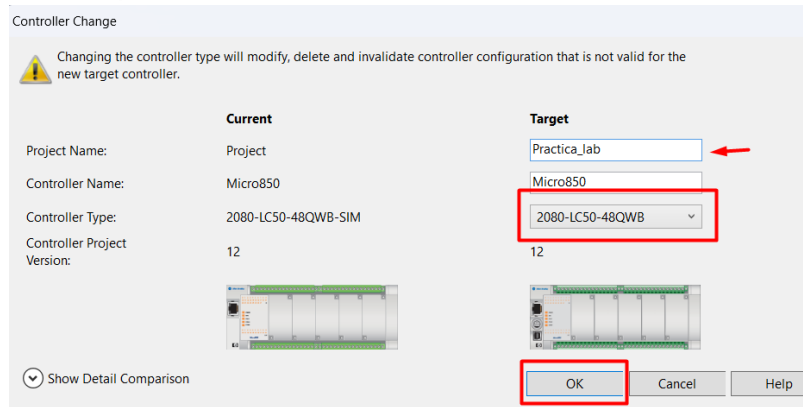 Controller Change
Changing the controller type will modify, delete and invalidate controller configuration that is not valid for the
new target controller.
Current Target
Project Name: Project Practica_lab
Controller Name: Micro850 Micro850
Controller Type: 2080-LC50-48QWB-SIM 2080-LC50-48QWB
Controller Project
Version: 12 12
Show Detail Comparison
OK Cancel Help